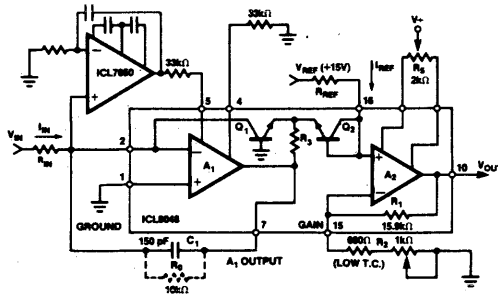 33kΩ
V+
ICL7650
33kΩ
VREF (+15V)
IREF
R5
2kΩ
RREF
VIN
IIN
RIN
5
4
16
Q1
Q2
R3
2
A1
A2
10
VOUT
1
R1
15.9kΩ
GROUND
ICL8048
7
GAIN
15
150 pF
C1
R0
10kΩ
A1 OUTPUT
680Ω
R2
1kΩ
(LOW T.C.)